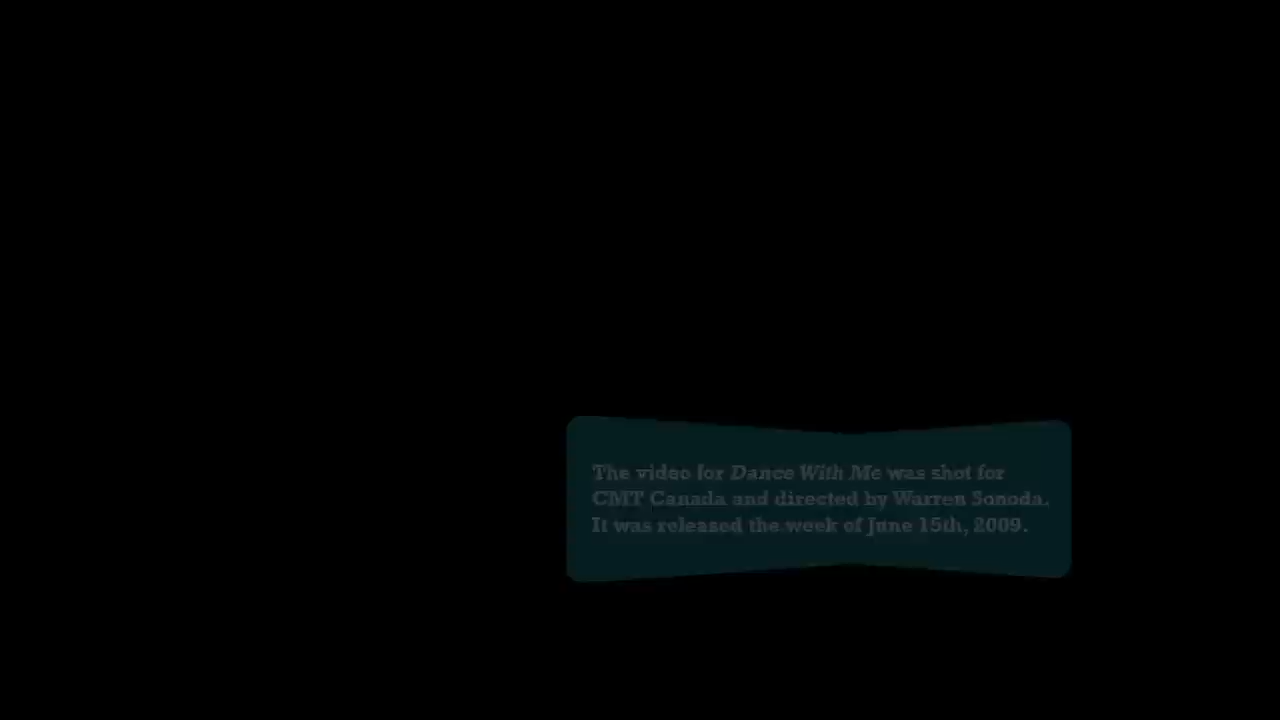 The video for Dance With Me was shot for
CMT Canada and directed by Warren Sonoda.
It was released the week of June 15th, 2009.